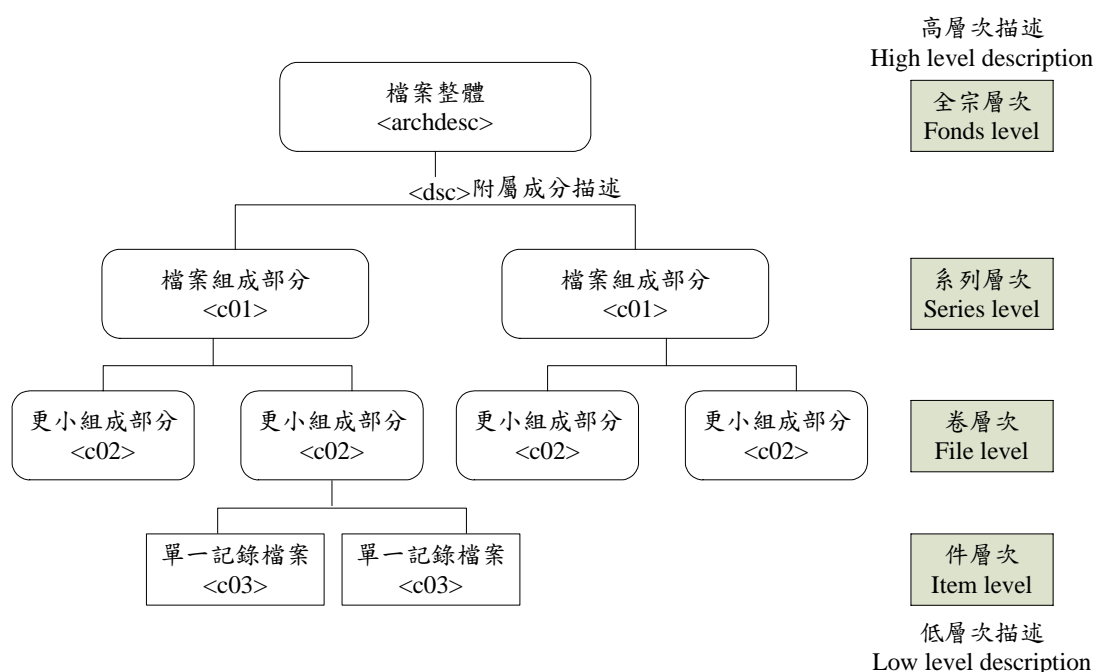 高層次描述
High level description
檔案整體
<archdesc>
全宗層次
Fonds level
<dsc>附屬成分描述
檔案組成部分
<c01>
檔案組成部分
<c01>
系列層次
Series level
更小組成部分
<c02>
更小組成部分
<c02>
更小組成部分
<c02>
更小組成部分
<c02>
卷層次
File level
單一記錄檔案
<c03>
單一記錄檔案
<c03>
件層次
Item level
低層次描述
Low level description